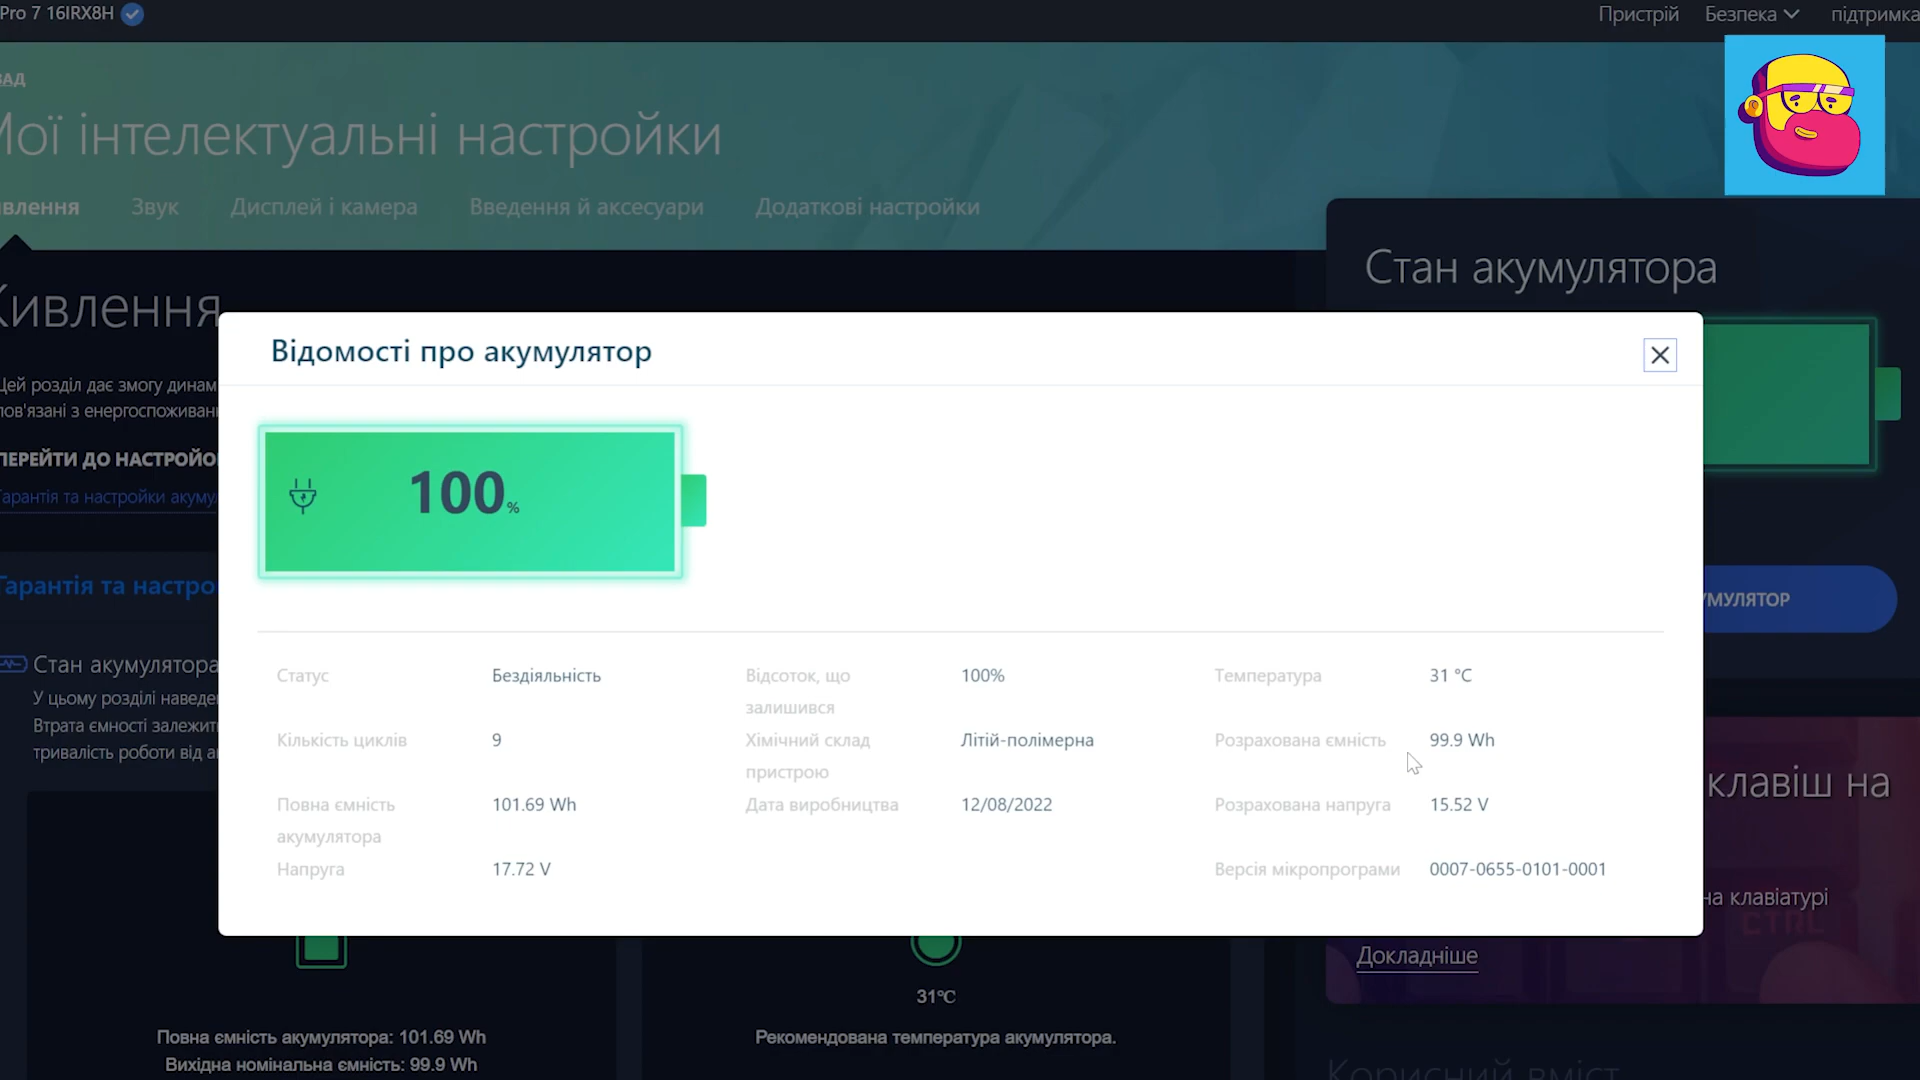 Pro 7 16IRX8H
Пристрій Безпека підтримка
ЗАД
Мої інтелектуальні настройки
ивлення Звук Дисплей і камера Введення й аксесуари Додаткові настройки
Стан акумулятора
Живлення
Цей розділ дає змогу динам
пов'язані з енергоспоживанн
ПЕРЕЙТИ ДО НАСТРОЙО
Гарантія та настройки акуму
Гарантія та настро
Стан акумулятора
У цьому розділі наведе
Втрата ємності залежит
тривалість роботи від а
Відомості про акумулятор
100%
Статус Бездіяльність
Відсоток, що
залишився
100%
Температура 31 °C
Кількість циклів 9
Хімічний склад
пристрою
Літій-полімерна
Розрахована ємність 99.9 Wh
Повна ємність
акумулятора
101.69 Wh
Дата виробництва 12/08/2022
Розрахована напруга 15.52 V
Напруга 17.72 V
Версія мікропрограми 0007-0655-0101-0001
УМУЛЯТОР
клавіш на
на клавіатурі
CTRL
Докладніше
31°C
Повна ємність акумулятора: 101.69 Wh
Вихідна номінальна ємність: 99.9 Wh
Рекомендована температура акумулятора.
Корисний вміст